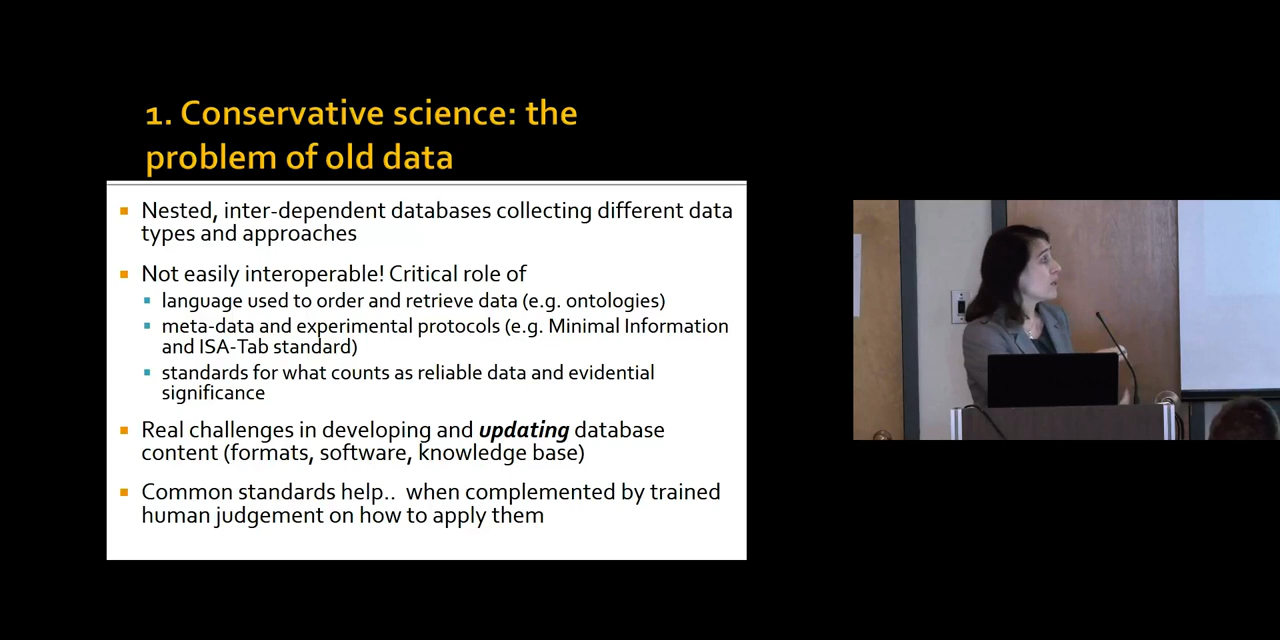 1. Conservative science: the
problem of old data
Nested, inter-dependent databases collecting different data
types and approaches
Not easily interoperable! Critical role of
language used to order and retrieve data (e.g. ontologies)
meta-data and experimental protocols (e.g. Minimal Information
and ISA-Tab standard)
standards for what counts as reliable data and evidential
significance
Real challenges in developing and updating database
content (formats, software, knowledge base)
Common standards help.. when complemented by trained
human judgement on how to apply them